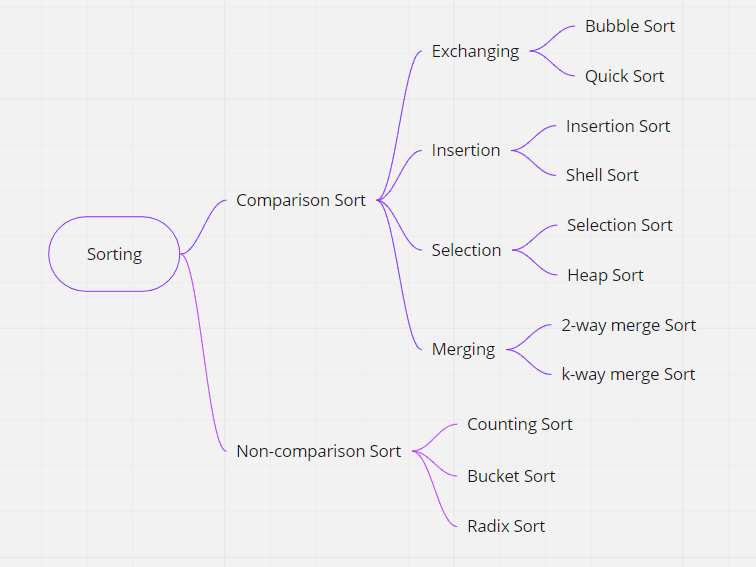 Sorting
Comparison Sort
Exchanging
Bubble Sort
Quick Sort
Insertion
Insertion Sort
Shell Sort
Selection
Selection Sort
Heap Sort
Merging
2-way merge Sort
k-way merge Sort
Non-comparison Sort
Counting Sort
Bucket Sort
Radix Sort